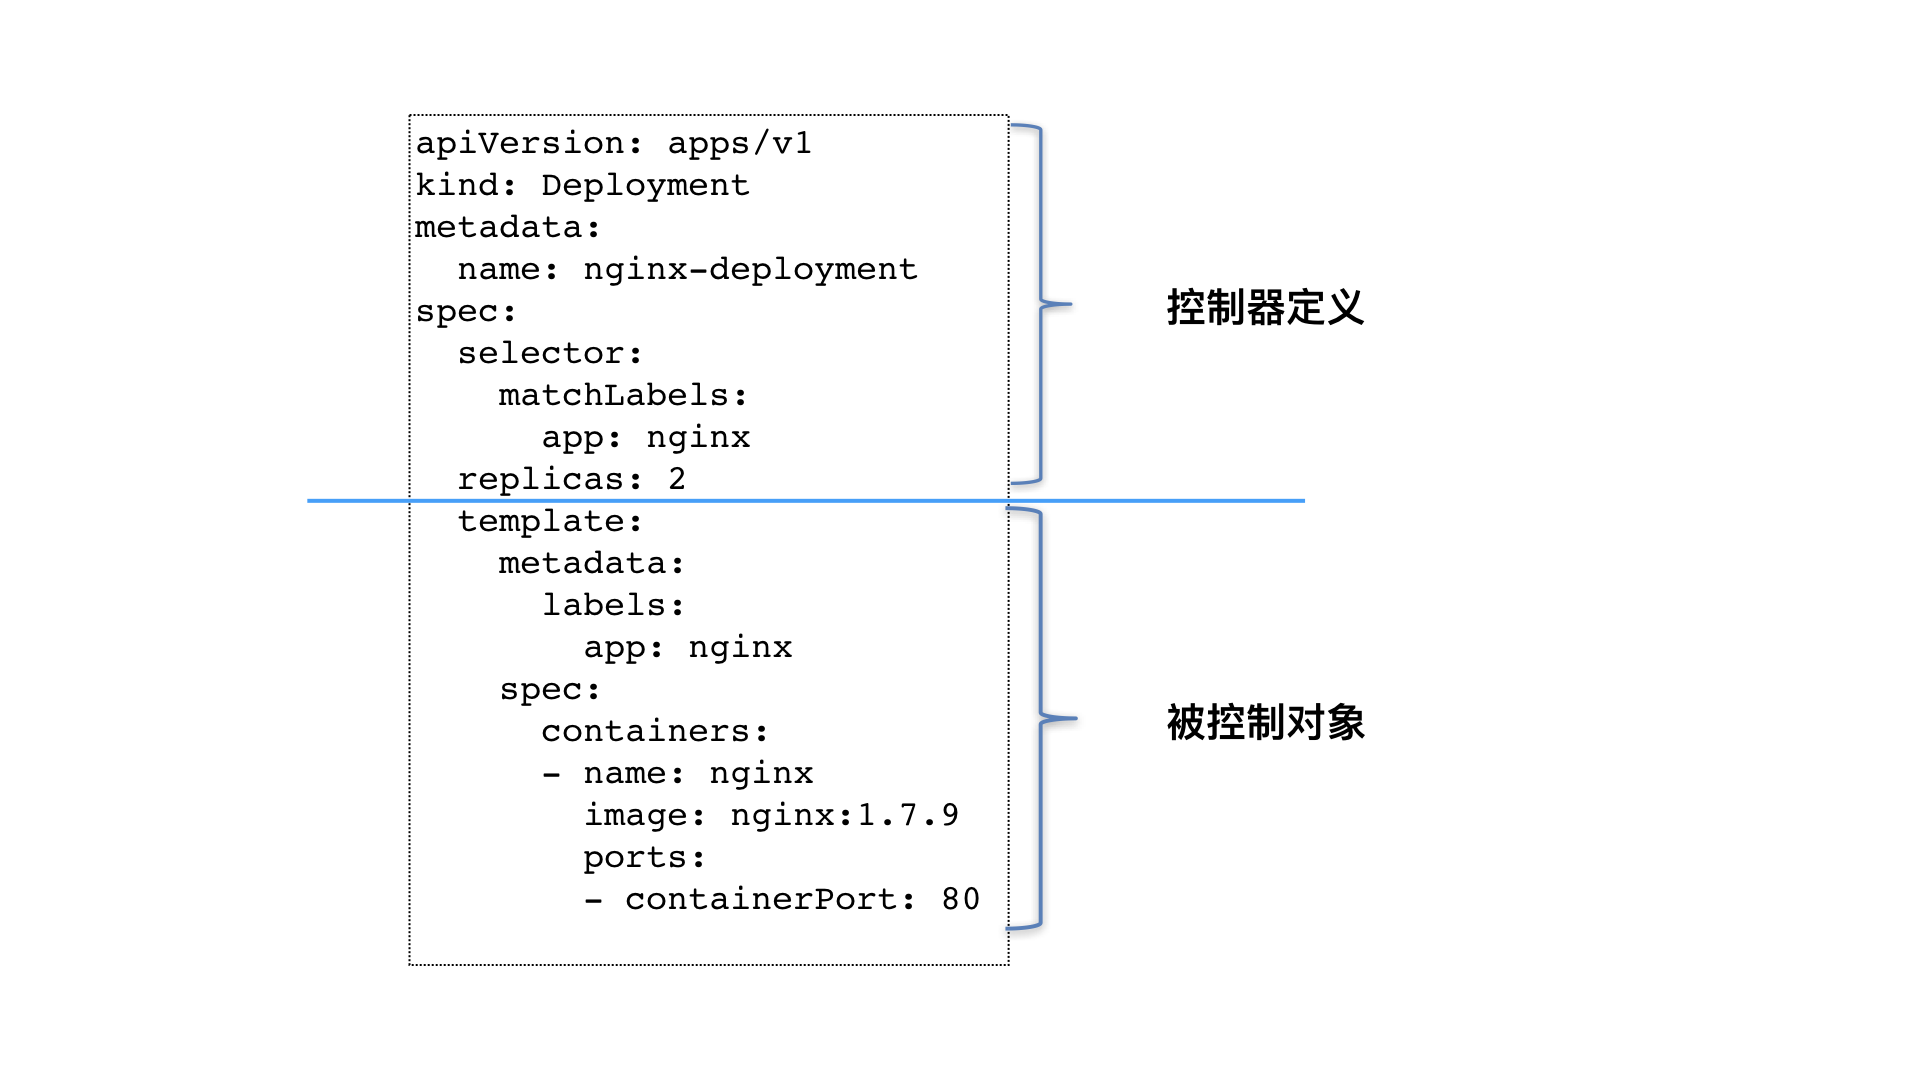 apiVersion: apps/v1
kind: Deployment
metadata:
  name: nginx-deployment
spec:
  selector:
    matchLabels:
      app: nginx
  replicas: 2
  template:
    metadata:
      labels:
        app: nginx
    spec:
      containers:
      - name: nginx
        image: nginx:1.7.9
        ports:
        - containerPort: 80
控制器定义
被控制对象